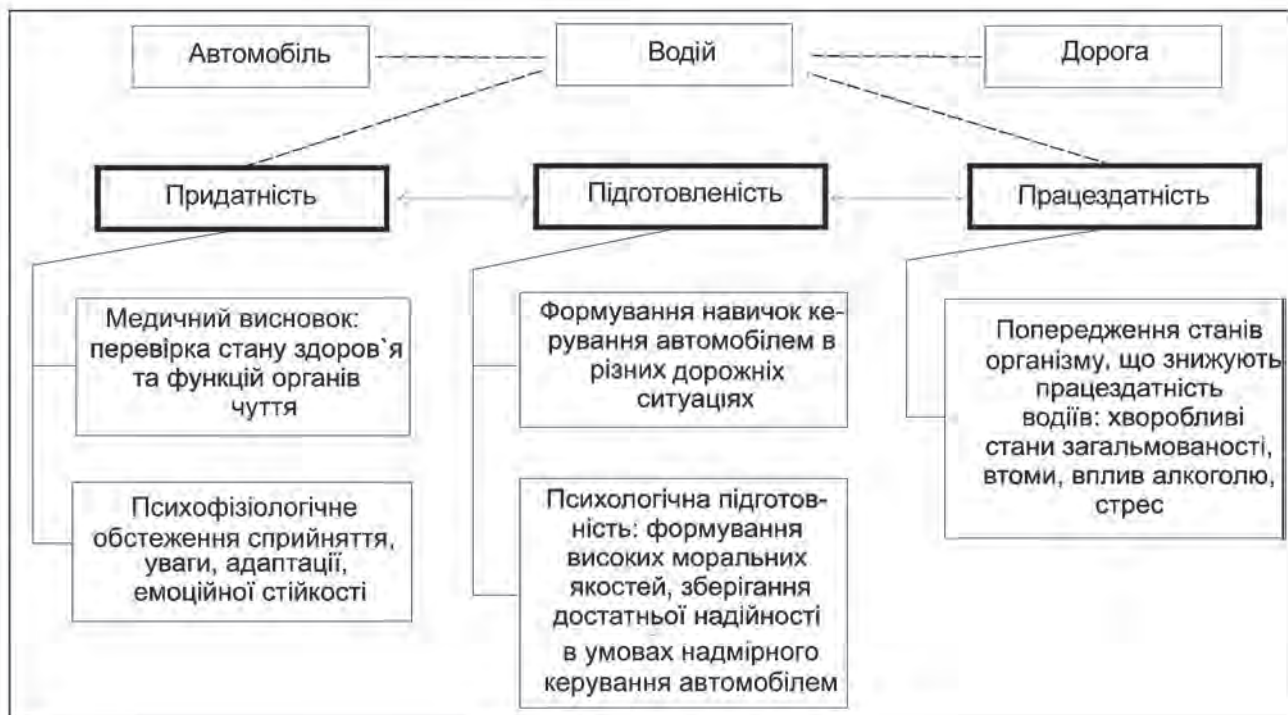 Автомобіль
Водій
Дорога
Придатність
Підготовленість
Працездатність
Медичний висновок:
перевірка стану здоров`я
та функцій органів
чуття
Психофізіологічне
обстеження сприйняття,
уваги, адаптації,
емоційної стійкості
Формування навичок ке-
рування автомобілем в
різних дорожніх
ситуаціях
Психологічна підготов-
ність: формування
високих моральних
якостей, зберігання
достатньої надійності
в умовах надмірного
керування автомобілем
Попередження станів
організму, що знижують
працездатність
водіїв: хворобливі
стани загальмованості,
втоми, вплив алкоголю,
стрес